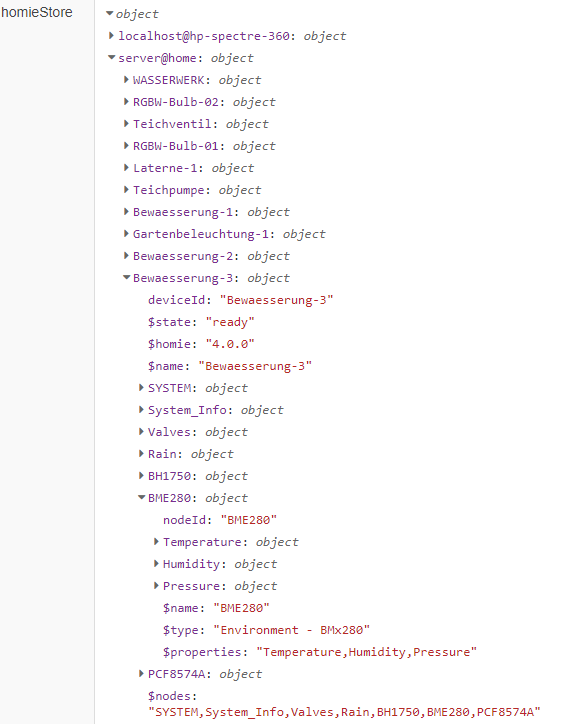 homieStore
object
localhost@hp-spectre-360: object
server@home: object
WASSERWERK: object
RGBW-Bulb-02: object
Teichventil: object
RGBW-Bulb-01: object
Laterne-1: object
Teichpumpe: object
Bewaesserung-1: object
Gartenbeleuchtung-1: object
Bewaesserung-2: object
Bewaesserung-3: object
deviceId: "Bewaesserung-3"
$state: "ready"
$homie: "4.0.0"
$name: "Bewaesserung-3"
SYSTEM: object
System_Info: object
Valves: object
Rain: object
BH1750: object
BME280: object
nodeId: "BME280"
Temperature: object
Humidity: object
Pressure: object
$name: "BME280"
$type: "Environment - BMx280"
$properties: "Temperature,Humidity,Pressure"
PCF8574A: object
$nodes:
"SYSTEM,System_Info,Valves,Rain,BH1750,BME280,PCF8574A"